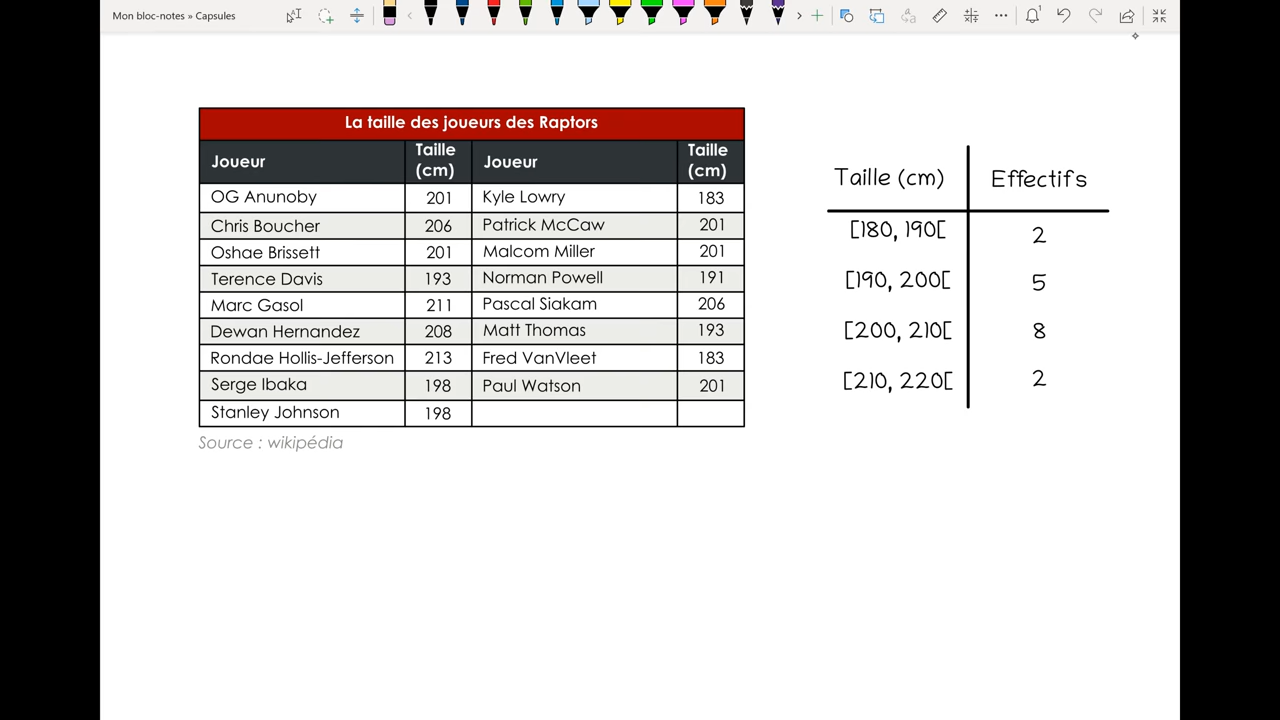 Mon bloc-notes » Capsules
La taille des joueurs des Raptors
Joueur Taille (cm) Joueur Taille (cm)
OG Anunoby 201 Kyle Lowry 183
Chris Boucher 206 Patrick McCaw 201
Oshae Brissett 201 Malcom Miller 201
Terence Davis 193 Norman Powell 191
Marc Gasol 211 Pascal Siakam 206
Dewan Hernandez 208 Matt Thomas 193
Rondae Hollis-Jefferson 213 Fred VanVleet 183
Serge Ibaka 198 Paul Watson 201
Stanley Johnson 198
Source : wikipédia
Taille (cm) Effectifs
[180, 190[ 2
[190, 200[ 5
[200, 210[ 8
[210, 220[ 2